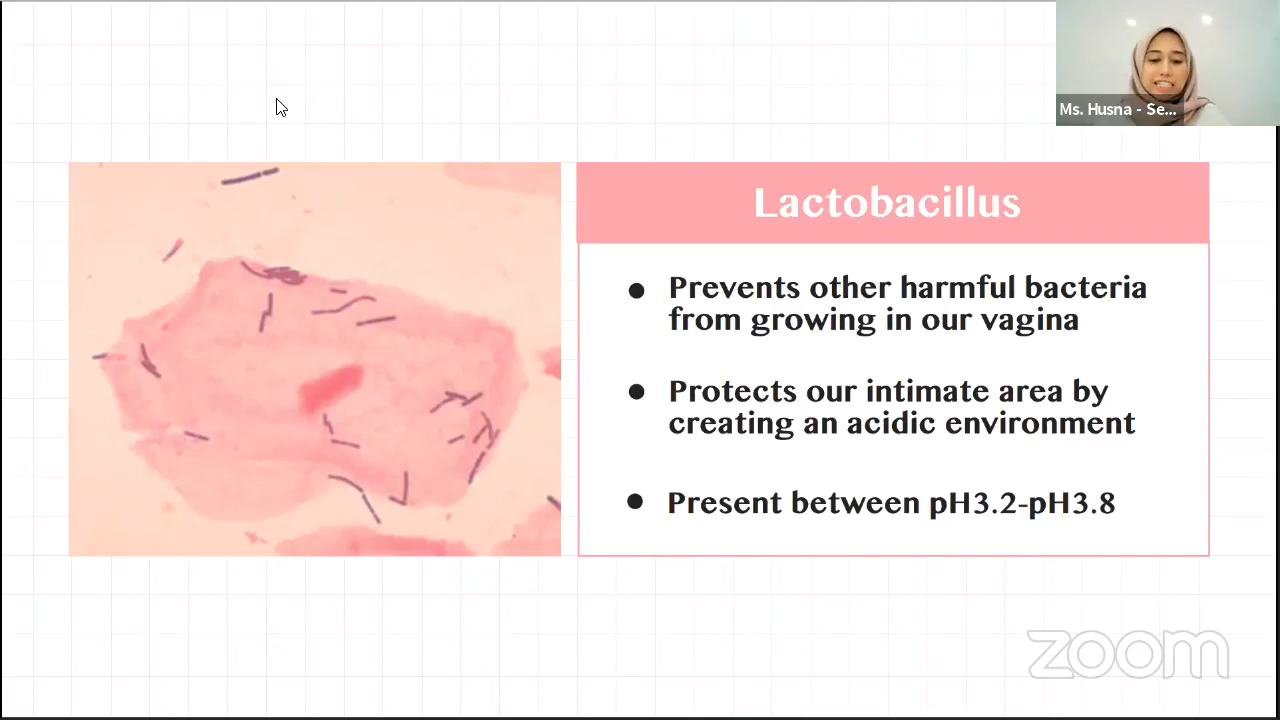 Ms. Husna - Se...
Lactobacillus
● Prevents other harmful bacteria
from growing in our vagina
● Protects our intimate area by
creating an acidic environment
● Present between pH3.2-pH3.8
zoom